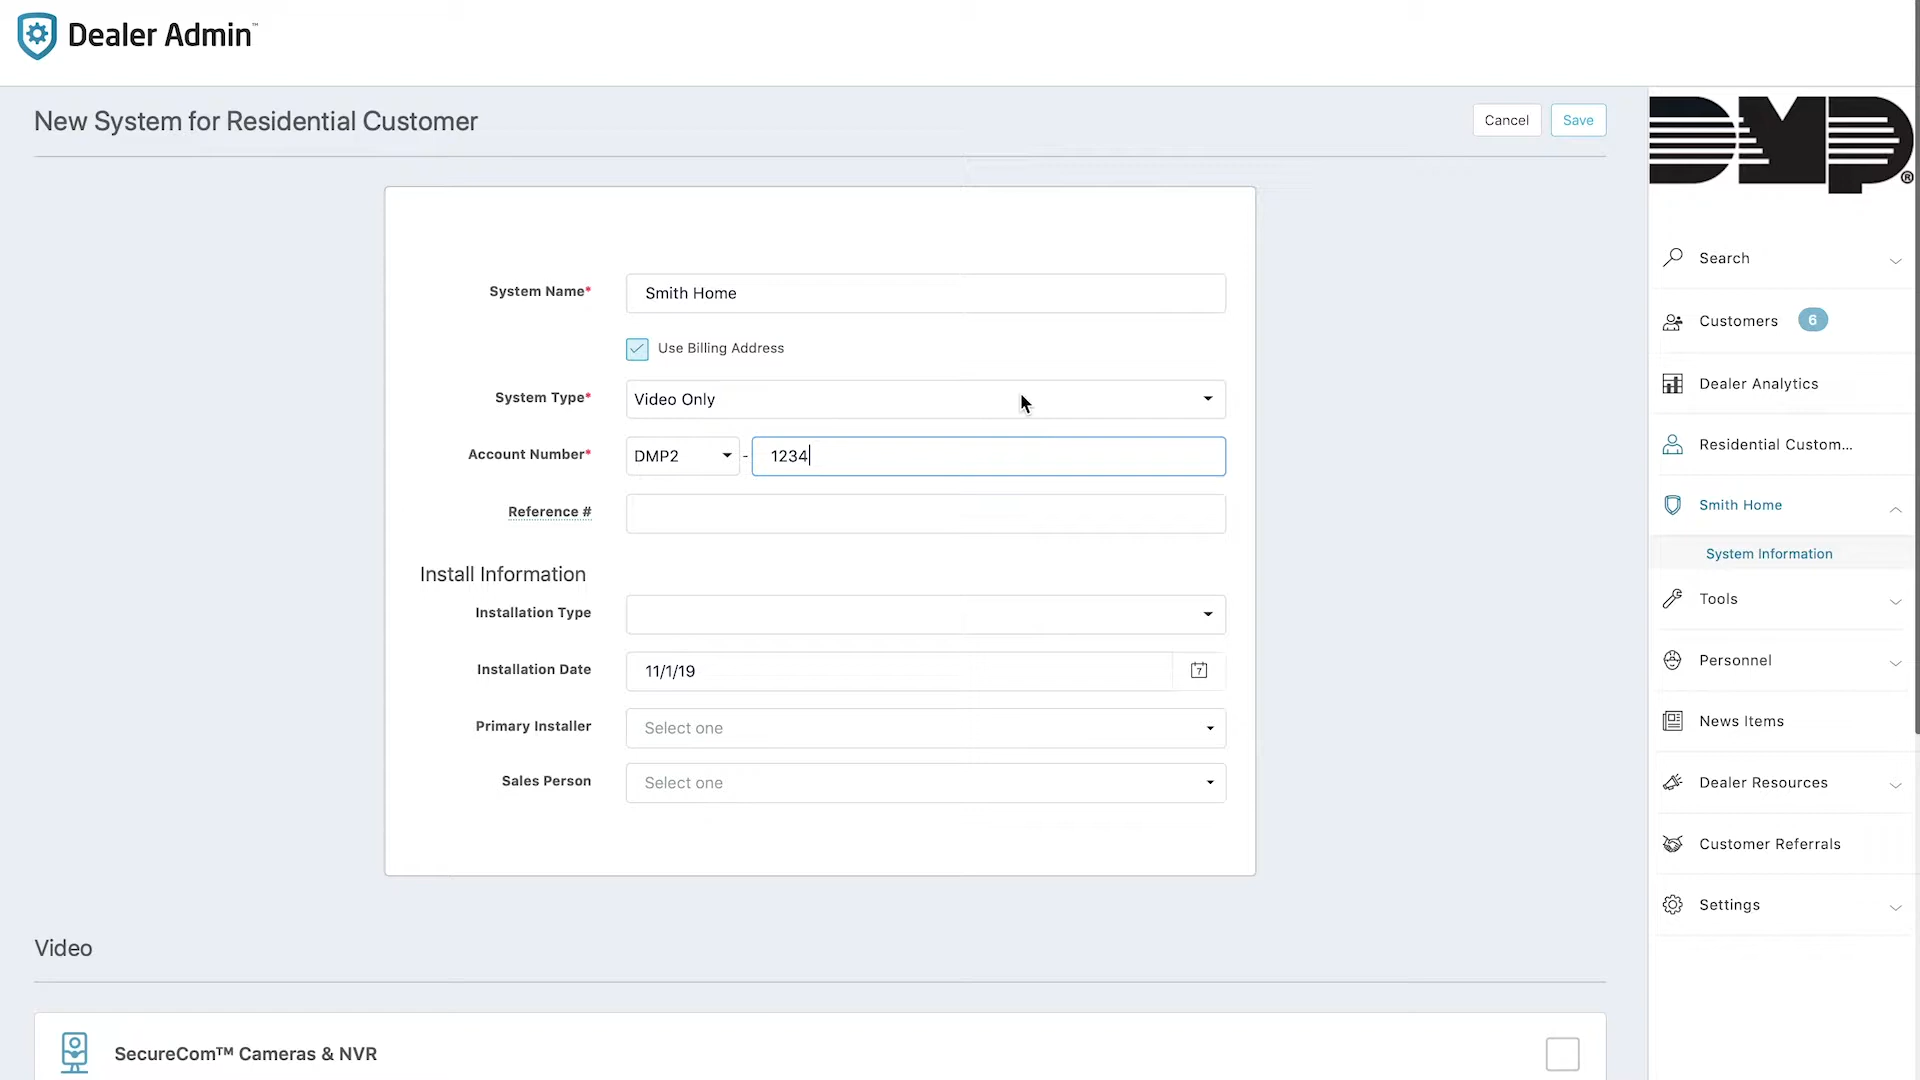 Dealer Admin™
New System for Residential Customer
Cancel
Save
DMP®
System Name* Smith Home
Use Billing Address
System Type* Video Only
Account Number* DMP2 - 1234
Reference #
Install Information
Installation Type
Installation Date 11/1/19 7
Primary Installer Select one
Sales Person Select one
Video
SecureCom™ Cameras & NVR
Search
Customers 6
Dealer Analytics
Residential Custom...
Smith Home
System Information
Tools
Personnel
News Items
Dealer Resources
Customer Referrals
Settings